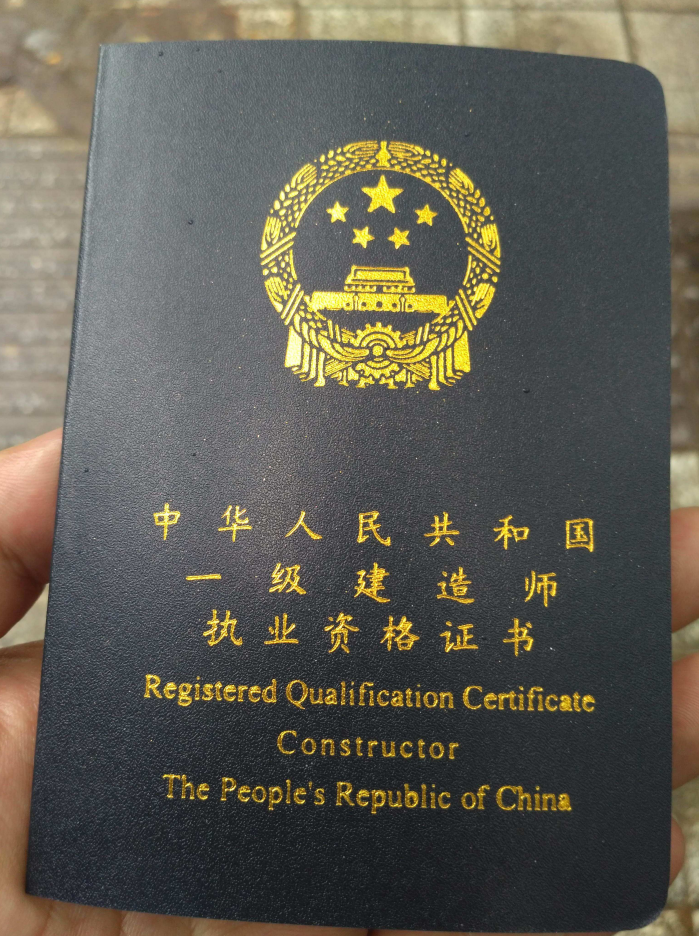 中华人民共和国
一级建造师
执业资格证书
Registered Qualification Certificate
Constructor
The People's Republic of China